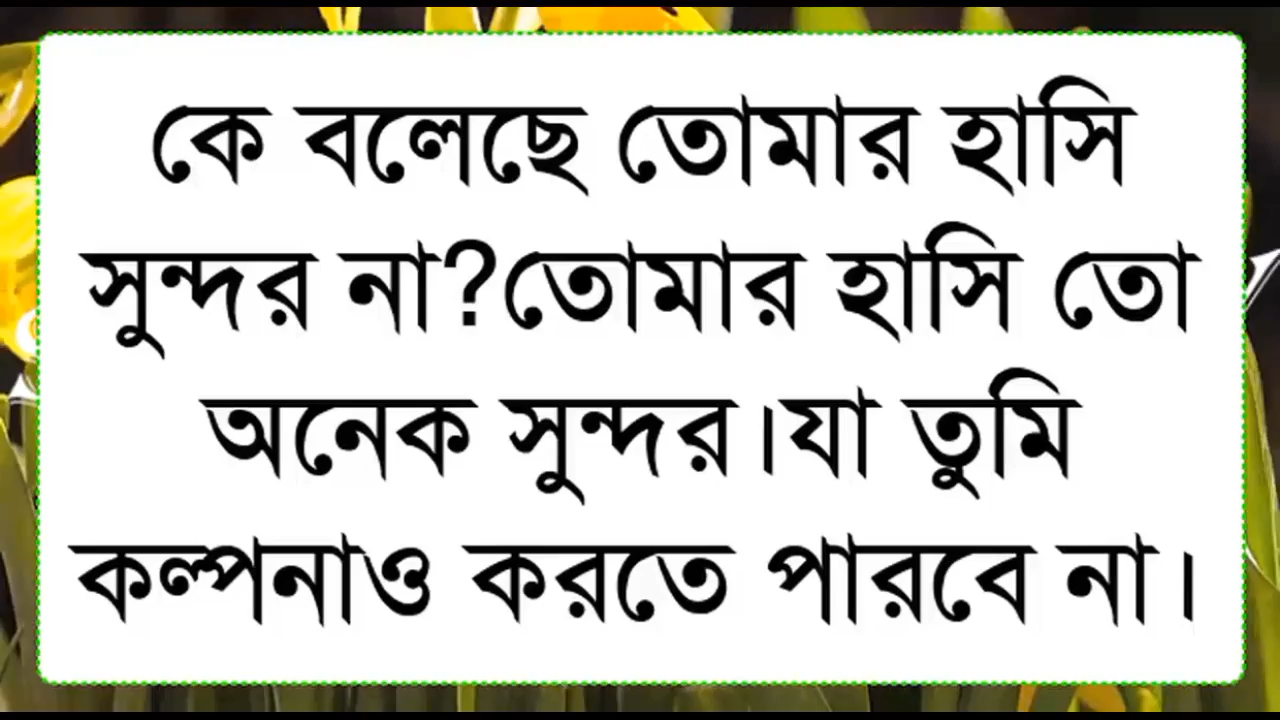 কে বলেছে তোমার হাসি
সুন্দর না?তোমার হাসি তো
অনেক সুন্দর।যা তুমি
কল্পনাও করতে পারবে না।